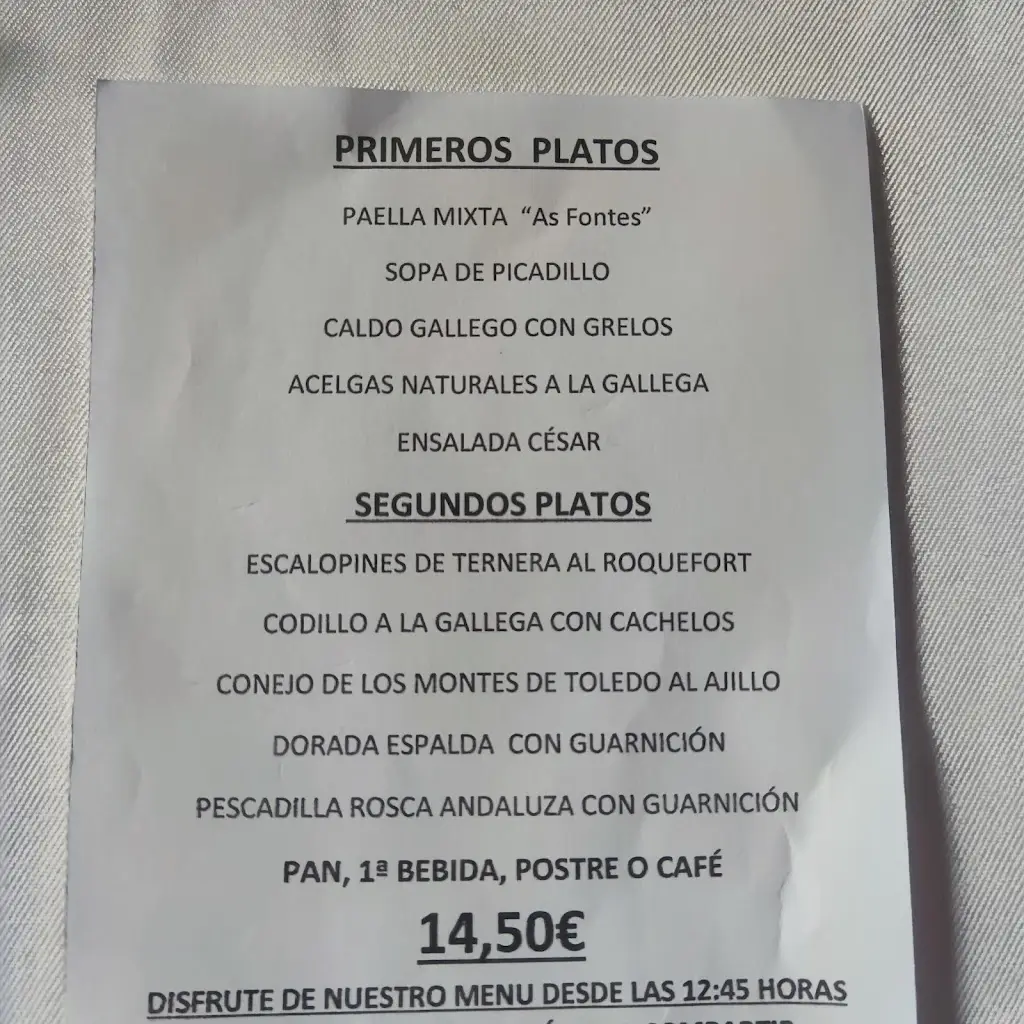 PRIMEROS PLATOS
PAELLA MIXTA “As Fontes”
SOPA DE PICADILLO
CALDO GALLEGO CON GRELOS
ACELGAS NATURALES A LA GALLEGA
ENSALADA CÉSAR
SEGUNDOS PLATOS
ESCALOPINES DE TERNERA AL ROQUEFORT
CODILLO A LA GALLEGA CON CACHELOS
CONEJO DE LOS MONTES DE TOLEDO AL AJILLO
DORADA ESPALDA CON GUARNICIÓN
PESCADILLA ROSCA ANDALUZA CON GUARNICIÓN
PAN, 1ª BEBIDA, POSTRE O CAFÉ
14,50€
DISFRUTE DE NUESTRO MENU DESDE LAS 12:45 HORAS
COMPARTIR